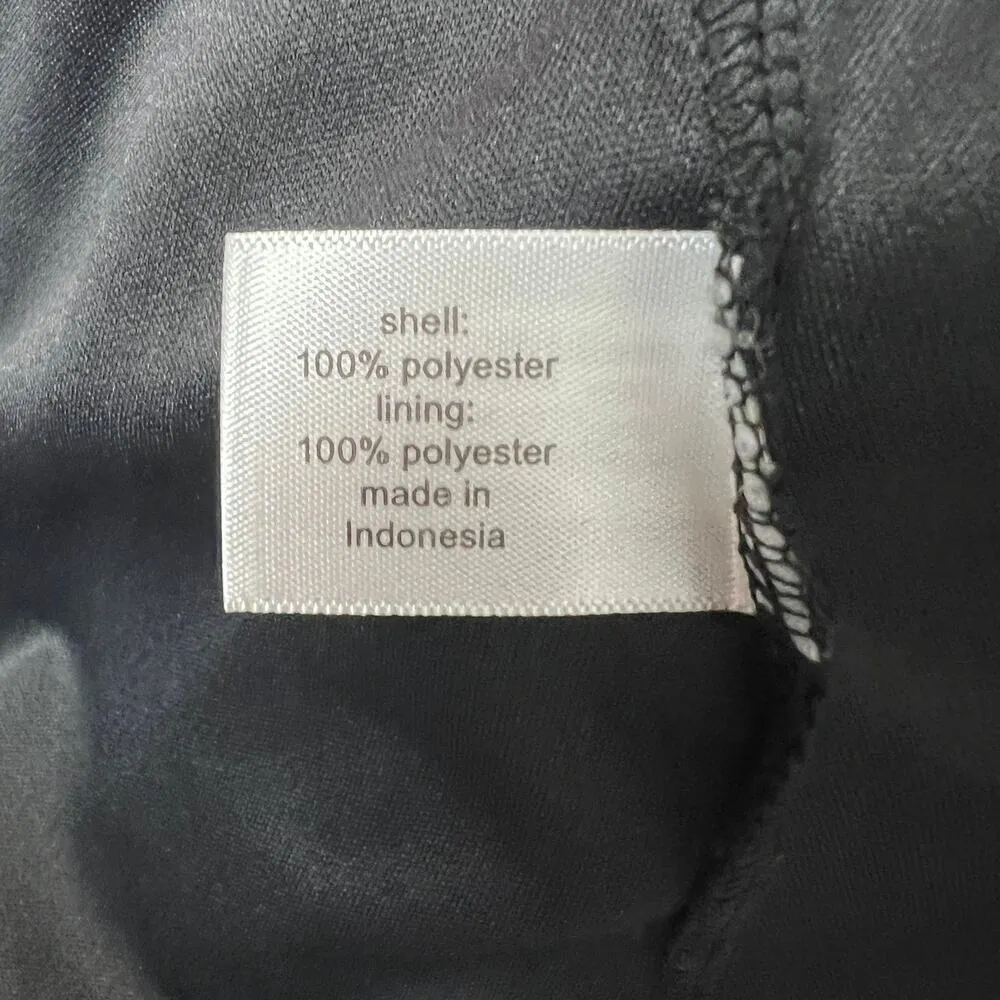 shell:
100% polyester
lining:
100% polyester
made in
Indonesia